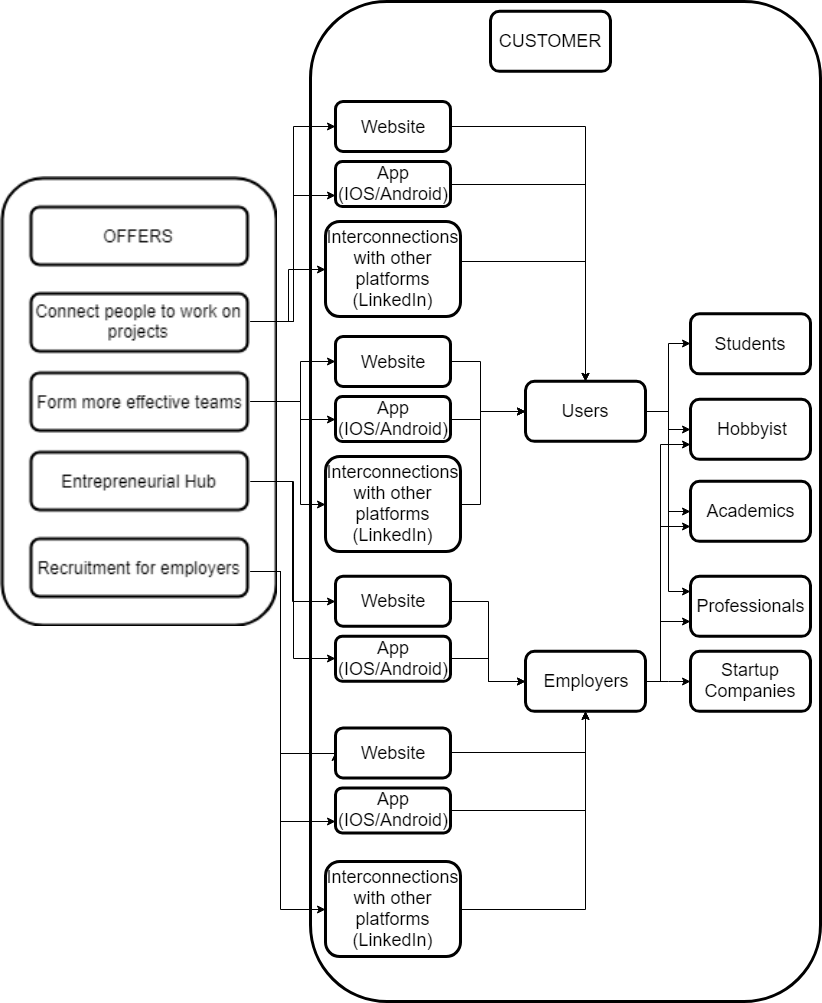 CUSTOMER
OFFERS
Connect people to work on
projects
Form more effective teams
Entrepreneurial Hub
Recruitment for employers
Website
App
(IOS/Android)
Interconnections
with other
platforms
(LinkedIn)
Website
App
(IOS/Android)
Interconnections
with other
platforms
(LinkedIn)
Website
App
(IOS/Android)
Website
App
(IOS/Android)
Interconnections
with other
platforms
(LinkedIn)
Users
Employers
Students
Hobbyist
Academics
Professionals
Startup
Companies